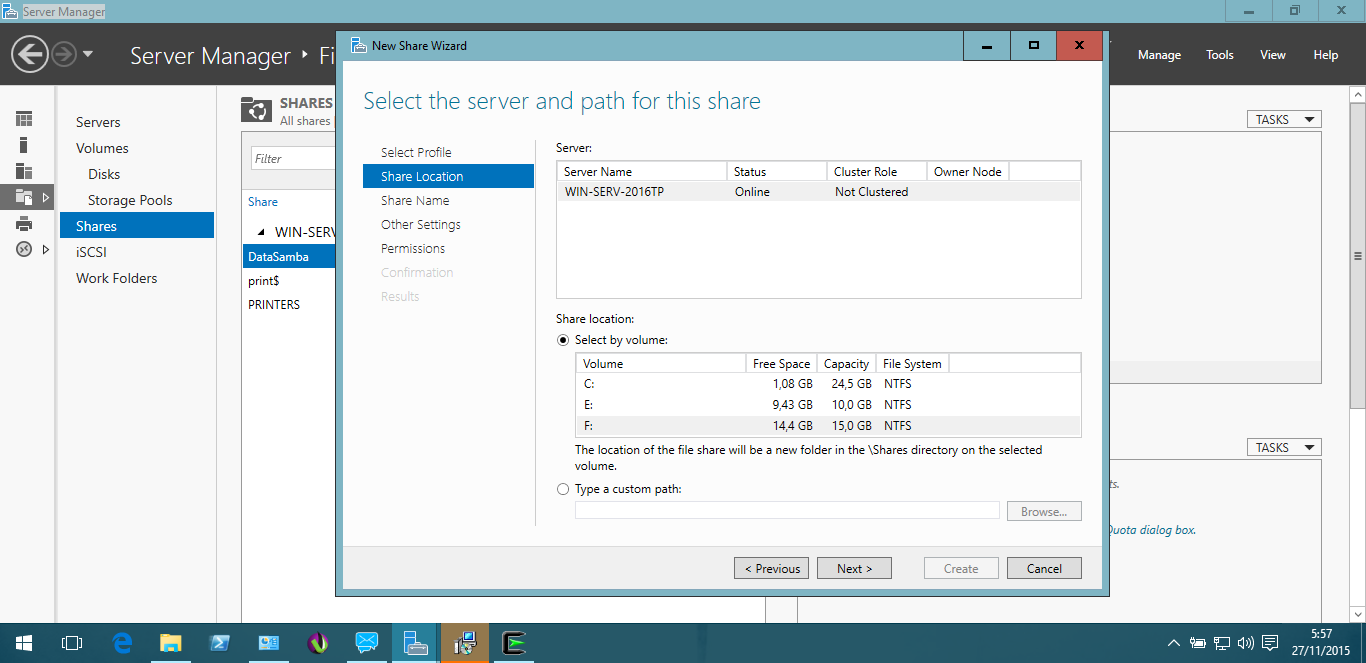 Server Manager
Server Manager ‣ Fi
Manage Tools View Help
Servers
Volumes
Disks
Storage Pools
Shares
iSCSI
Work Folders
SHARES
All shares
Filter
Share
WIN-SERV
DataSamba
print$
PRINTERS
New Share Wizard
Select the server and path for this share
Select Profile
Share Location
Share Name
Other Settings
Permissions
Confirmation
Results
Server:
Server Name Status Cluster Role Owner Node
WIN-SERV-2016TP Online Not Clustered
Share location:
Select by volume:
Volume Free Space Capacity File System
C: 1,08 GB 24,5 GB NTFS
E: 9,43 GB 10,0 GB NTFS
F: 14,4 GB 15,0 GB NTFS
The location of the file share will be a new folder in the \Shares directory on the selected
volume.
Type a custom path:
Browse...
< Previous Next > Create Cancel
TASKS
TASKS
ts.
Quota dialog box.
5:57
27/11/2015